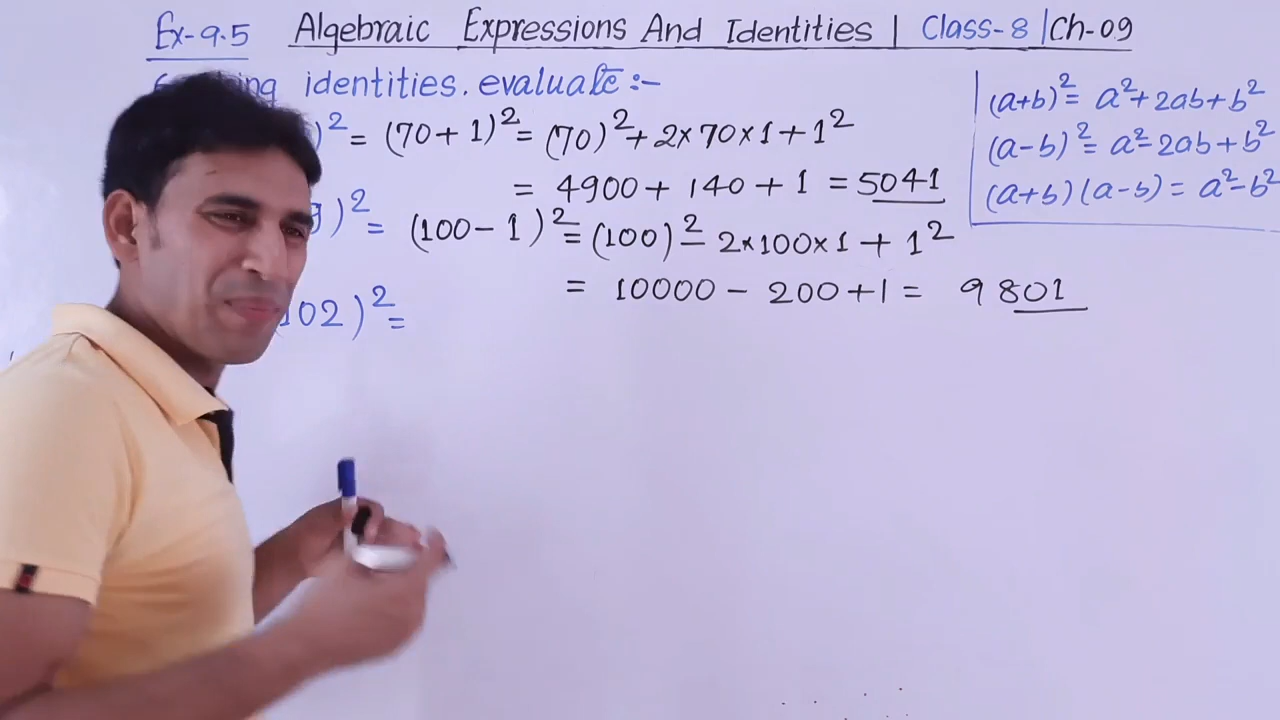 Ex-9.5 Algebraic Expressions And Identities | Class-8 | Ch-09
identities. evaluate :-
)² = (70+1)² = (70)² + 2×70×1 + 1²
= 4900 + 140 + 1 = 5041
)² = (100-1)² = (100)² - 2×100×1 + 1²
= 10000 - 200 + 1 = 9801
102)² =
(a+b)² = a² + 2ab + b²
(a-b)² = a² - 2ab + b²
(a+b)(a-b) = a² - b²